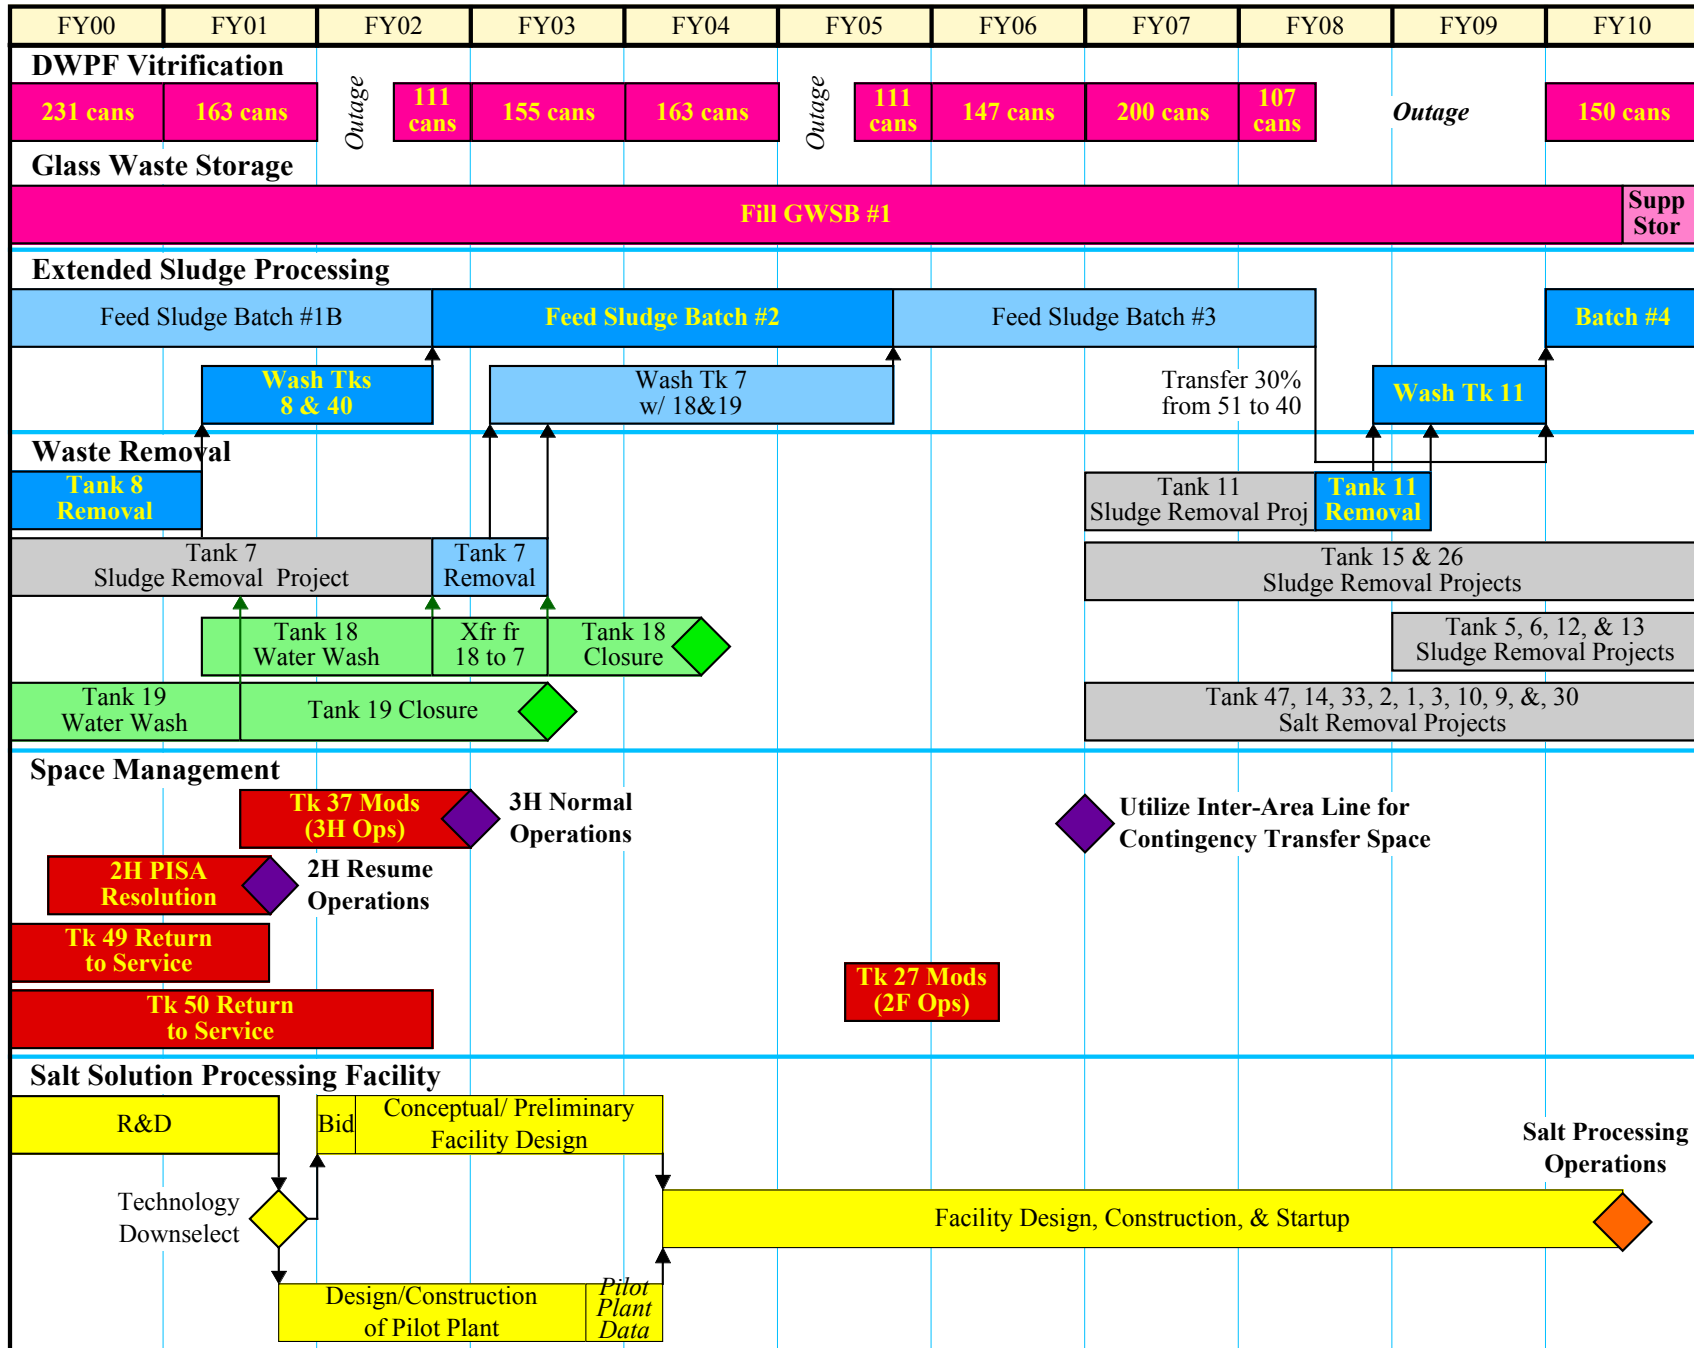 FY00 FY01 FY02 FY03 FY04 FY05 FY06 FY07 FY08 FY09 FY10
DWPF Vitrification
231 cans
163 cans
Outage
111
cans
155 cans
163 cans
Outage
111
cans
147 cans
200 cans
107
cans
Outage
150 cans
Glass Waste Storage
Fill GWSB #1
Supp
Stor
Extended Sludge Processing
Feed Sludge Batch #1B
Feed Sludge Batch #2
Feed Sludge Batch #3
Batch #4
Wash Tks
8 & 40
Wash Tk 7
w/ 18&19
Transfer 30%
from 51 to 40
Wash Tk 11
Waste Removal
Tank 8
Removal
Tank 11
Sludge Removal Proj
Tank 11
Removal
Tank 7
Sludge Removal  Project
Tank 7
Removal
Tank 15 & 26
Sludge Removal Projects
Tank 18
Water Wash
Xfr fr
18 to 7
Tank 18
Closure
Tank 5, 6, 12, & 13
Sludge Removal Projects
Tank 19
Water Wash
Tank 19 Closure
Tank 47, 14, 33, 2, 1, 3, 10, 9, &, 30
Salt Removal Projects
Space Management
Tk 37 Mods
(3H Ops)
3H Normal
Operations
Utilize Inter-Area Line for
Contingency Transfer Space
2H PISA
Resolution
2H Resume
Operations
Tk 49 Return
to Service
Tk 27 Mods
(2F Ops)
Tk 50 Return
to Service
Salt Solution Processing Facility
R&D
Bid
Conceptual/ Preliminary
Facility Design
Salt Processing
Operations
Technology
Downselect
Facility Design, Construction, & Startup
Design/Construction
of Pilot Plant
Pilot
Plant
Data